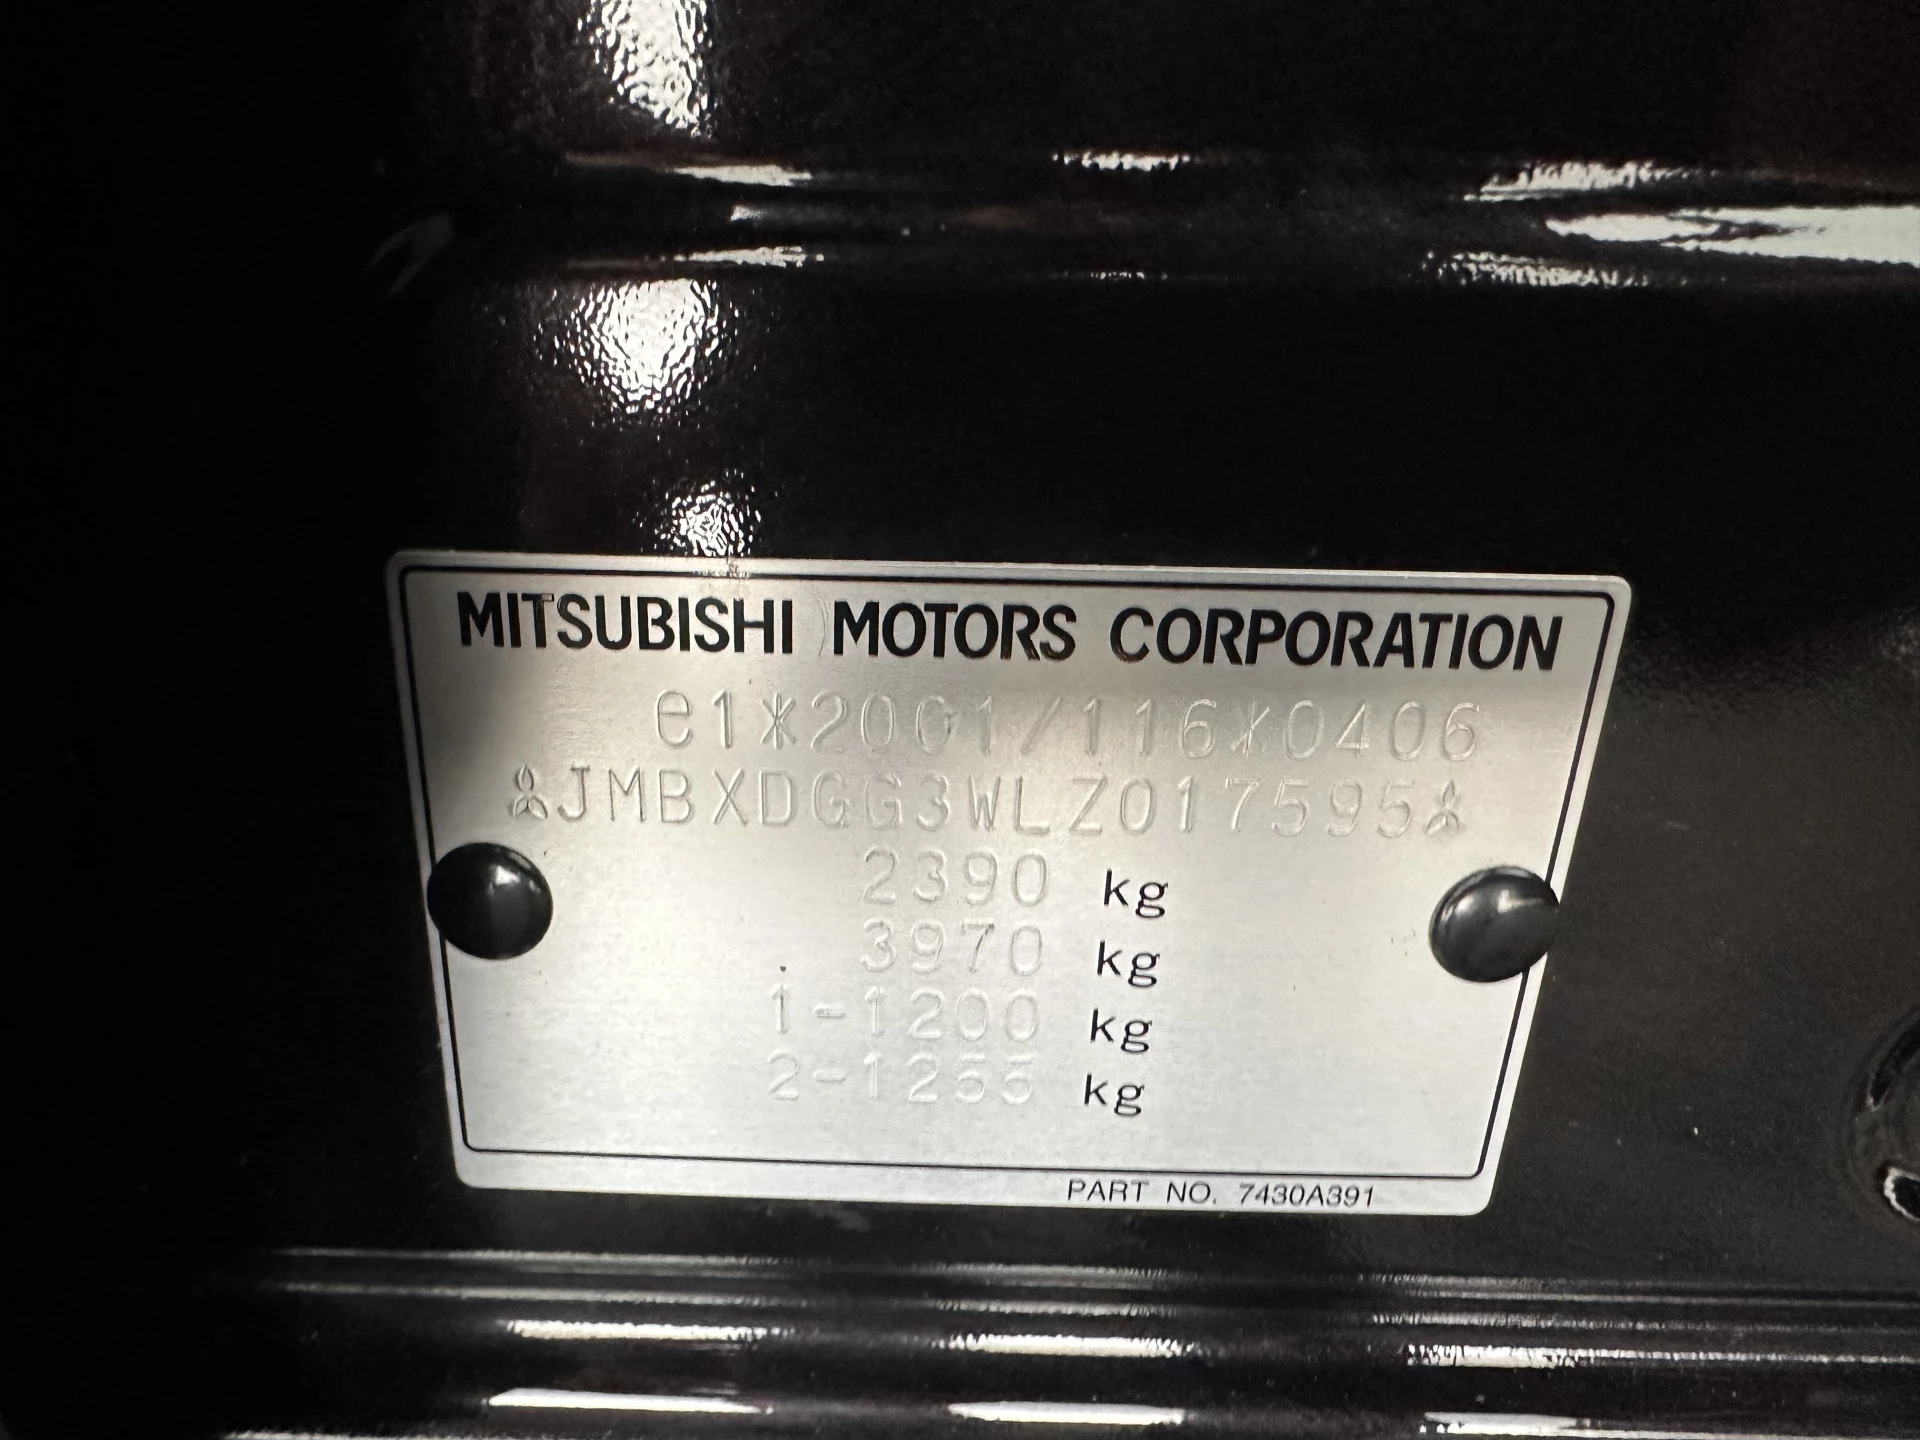 MITSUBISHI MOTORS CORPORATION
e1*2001/116*0406
JMBXDGG3WLZ017595
2390 kg
3970 kg
1-1200 kg
2-1255 kg
PART NO. 7430A391